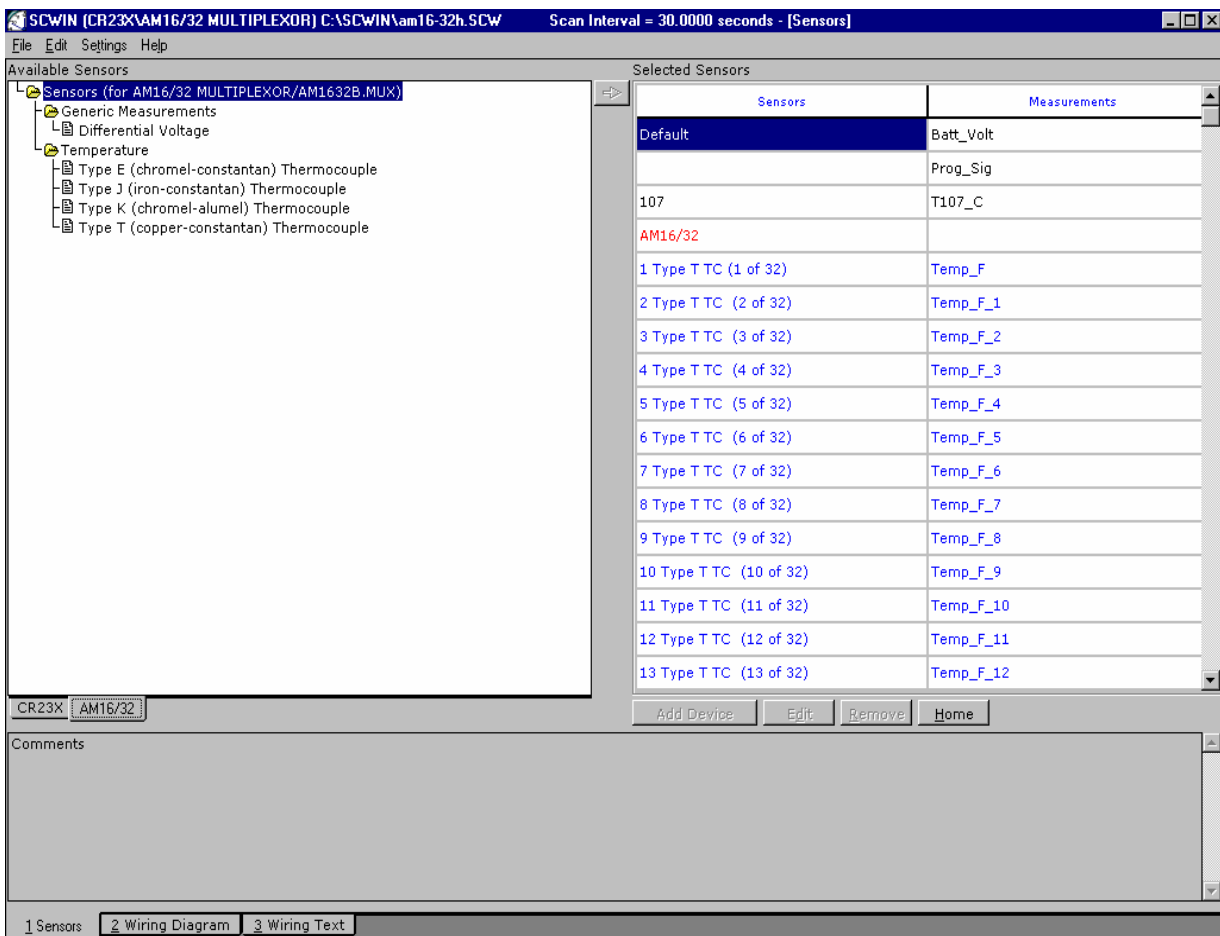 SCWIN (CR23X\AM16/32 MULTIPLEXOR) C:\SCWIN\am16-32h.SCW Scan Interval = 30.0000 seconds - [Sensors]
File Edit Settings Help
Available Sensors
Sensors (for AM16/32 MULTIPLEXOR/AM1632B.MUX)
Generic Measurements
Differential Voltage
Temperature
Type E (chromel-constantan) Thermocouple
Type J (iron-constantan) Thermocouple
Type K (chromel-alumel) Thermocouple
Type T (copper-constantan) Thermocouple
CR23X AM16/32
Selected Sensors
Sensors Measurements
Default Batt_Volt
Prog_Sig
107 T107_C
AM16/32
1 Type T TC (1 of 32) Temp_F
2 Type T TC (2 of 32) Temp_F_1
3 Type T TC (3 of 32) Temp_F_2
4 Type T TC (4 of 32) Temp_F_3
5 Type T TC (5 of 32) Temp_F_4
6 Type T TC (6 of 32) Temp_F_5
7 Type T TC (7 of 32) Temp_F_6
8 Type T TC (8 of 32) Temp_F_7
9 Type T TC (9 of 32) Temp_F_8
10 Type T TC (10 of 32) Temp_F_9
11 Type T TC (11 of 32) Temp_F_10
12 Type T TC (12 of 32) Temp_F_11
13 Type T TC (13 of 32) Temp_F_12
Add Device Edit Remove Home
Comments
1 Sensors 2 Wiring Diagram 3 Wiring Text